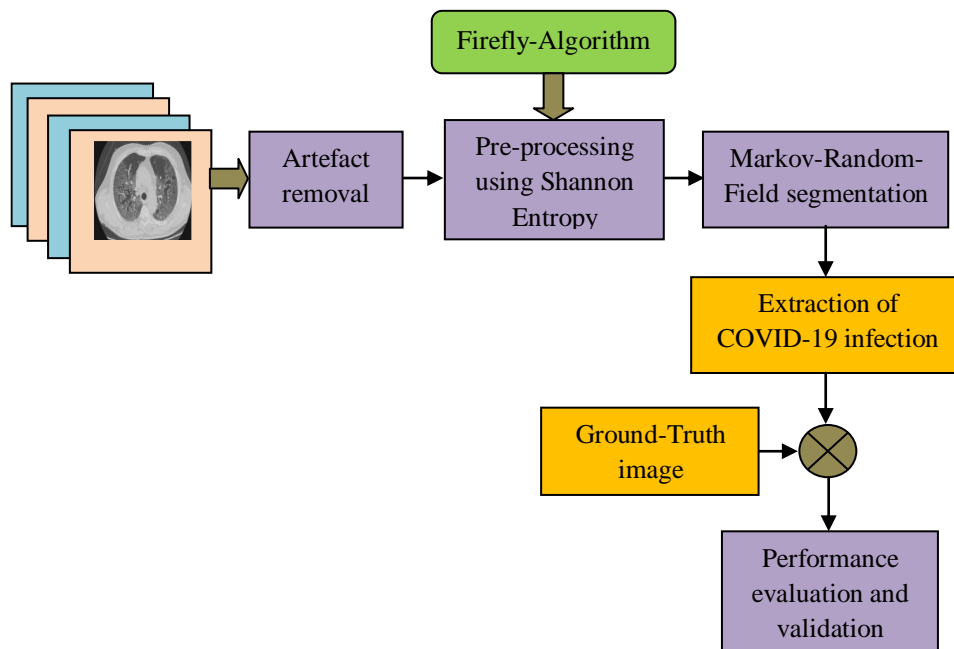 Firefly-Algorithm
Artefact
removal
Pre-processing
using Shannon
Entropy
Markov-Random-
Field segmentation
Extraction of
COVID-19 infection
Ground-Truth
image
Performance
evaluation and
validation